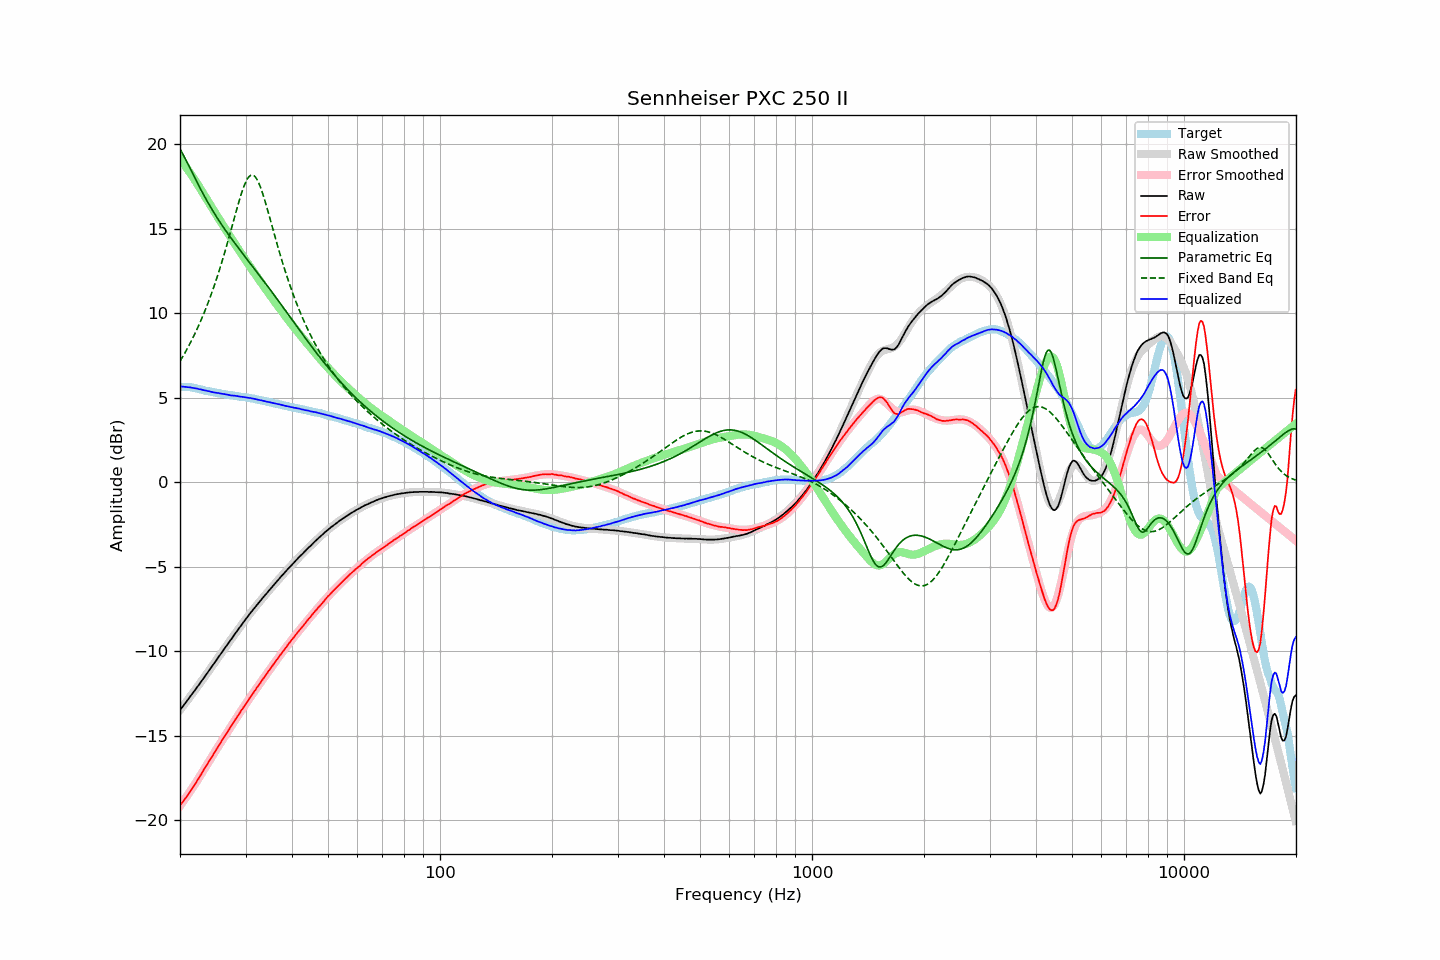 Sennheiser PXC 250 II
Amplitude (dBr)
20
15
10
5
0
−5
−10
−15
−20
Target
Raw Smoothed
Error Smoothed
Raw
Error
Equalization
Parametric Eq
Fixed Band Eq
Equalized
100
1000
10000
Frequency (Hz)